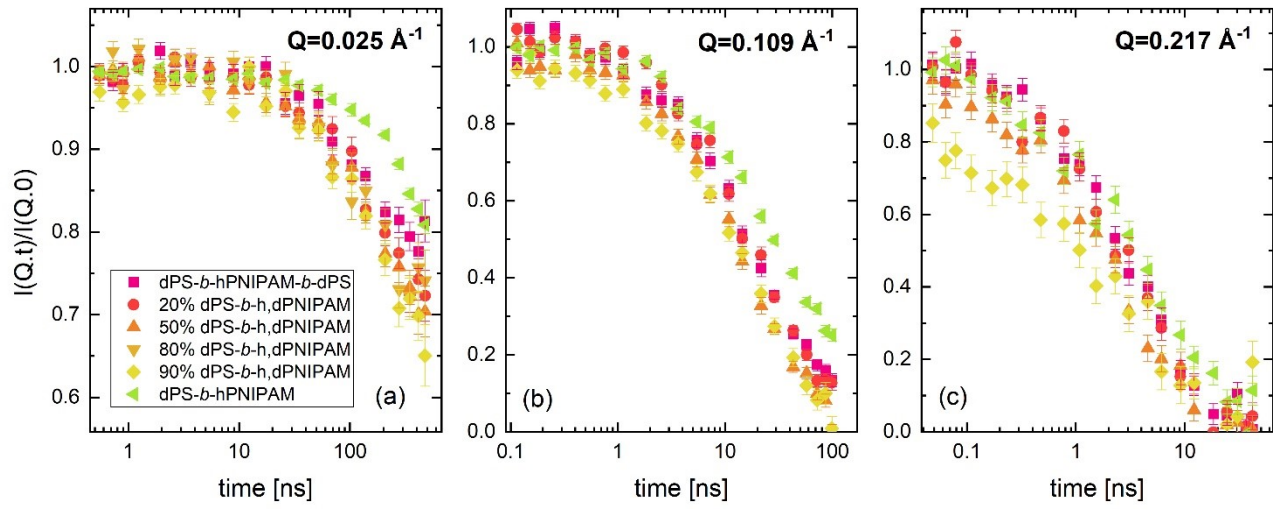 I(Q.t)/I(Q.0)
1.0
0.9
0.8
0.7
0.6
Q=0.025 Å-1
dPS-b-hPNIPAM-b-dPS
20% dPS-b-h,dPNIPAM
50% dPS-b-h,dPNIPAM
80% dPS-b-h,dPNIPAM
90% dPS-b-h,dPNIPAM
dPS-b-hPNIPAM
(a)
1 10 100
time [ns]
Q=0.109 Å-1
1.0
0.8
0.6
0.4
0.2
0.0
(b)
0.1 1 10 100
time [ns]
Q=0.217 Å-1
1.0
0.8
0.6
0.4
0.2
0.0
(c)
0.1 1 10
time [ns]